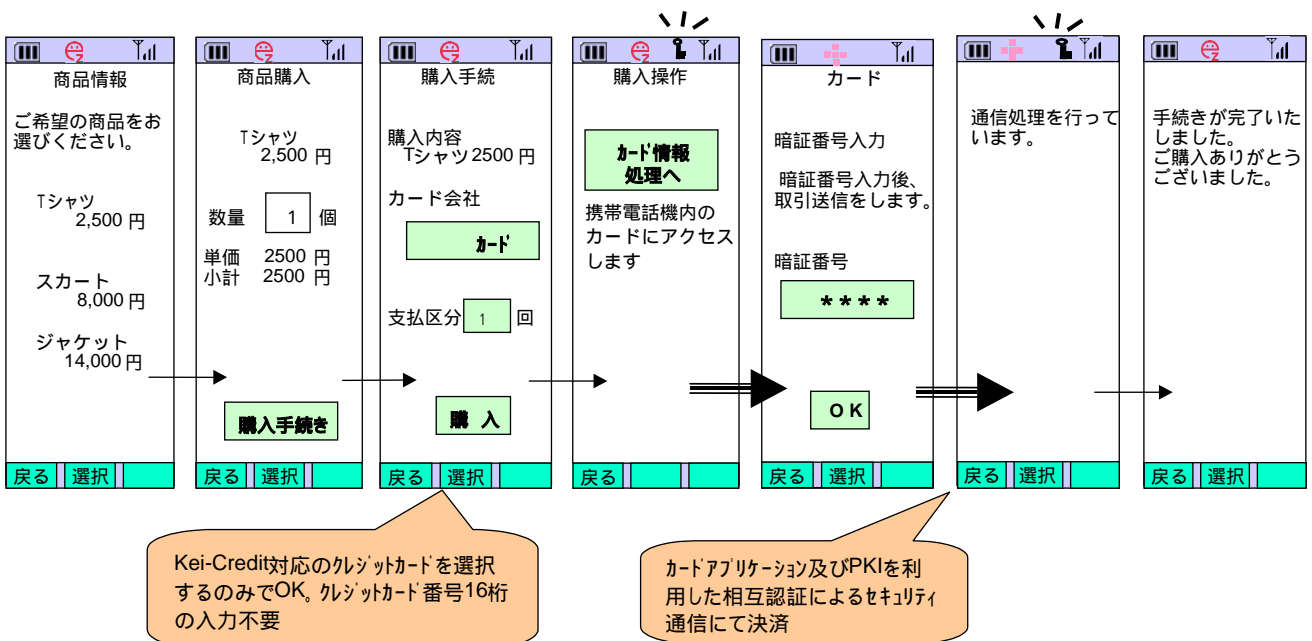 商品情報
ご希望の商品をお
選びください。
Tシャツ
2,500 円
スカート
8,000 円
ジャケット
14,000 円
戻る 選択
商品購入
Tシャツ
2,500 円
数量 1 個
単価 2500 円
小計 2500 円
購入手続き
戻る 選択
購入手続
購入内容
Tシャツ 2500 円
カード会社
ｶｰﾄﾞ
支払区分 1 回
購 入
戻る 選択
購入操作
ｶｰﾄﾞ情報
処理へ
携帯電話機内の
カードにアクセス
します
戻る
カード
暗証番号入力
暗証番号入力後、
取引送信をします。
暗証番号
****
OK
戻る 選択
通信処理を行って
います。
戻る 選択
手続きが完了いた
しました。
ご購入ありがとう
ございました。
戻る 選択
Kei-Credit対応のｸﾚｼﾞｯﾄｶｰﾄﾞを選択
するのみでOK。ｸﾚｼﾞｯﾄｶｰﾄﾞ番号16桁
の入力不要
ｶｰﾄﾞｱﾌﾟﾘｹｰｼｮﾝ及びPKIを利
用した相互認証によるｾｷｭﾘﾃｨ
通信にて決済